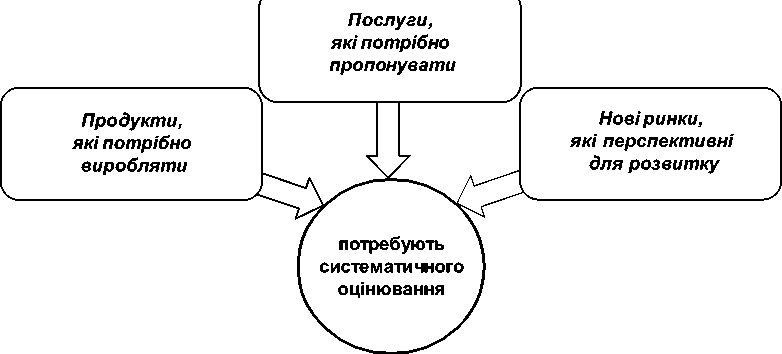 Послуги,
які потрібно
пропонувати
Продукти,
які потрібно
виробляти
Нові ринки,
які перспективні
для розвитку
потребують
систематичного
оцінювання